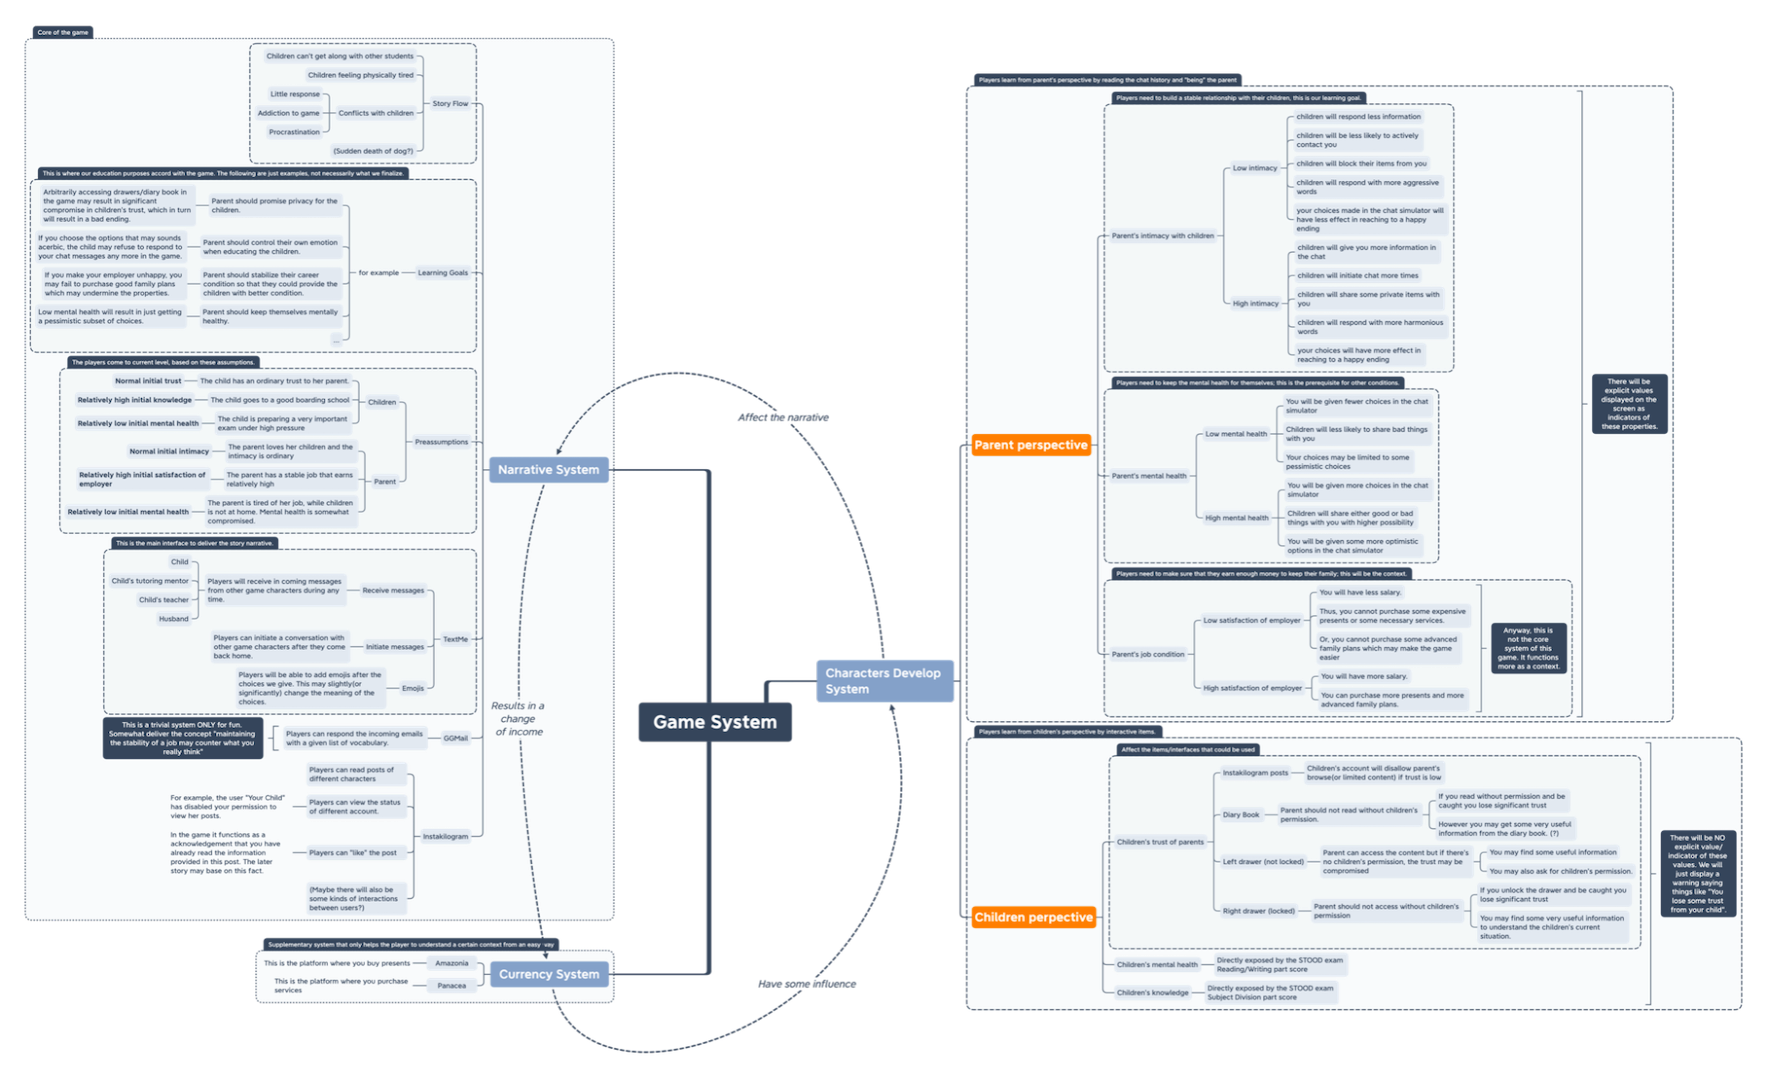 Core of the game
Children can't get along with other students
Children feeling physically tired
Little response
Addiction to game
Procrastination
Conflicts with children
(Sudden death of dog?)
Story Flow
This is where our education purposes accord with the game. The following are just examples, not necessarily what we finalize.
Arbitrarily accessing drawers/diary book in
the game may result in significant
compromise in children's trust, which in turn
will result in a bad ending.
Parent should promise privacy for the
children.
If you choose the options that may sounds
acerbic, the child may refuse to respond to
your chat messages any more in the game.
Parent should control their own emotion
when educating the children.
If you make your employer unhappy, you
may fail to purchase good family plans
which may undermine the properties.
Parent should stabilize their career
condition so that they could provide the
children with better condition.
Low mental health will result in just getting
a pessimistic subset of choices.
Parent should keep themselves mentally
healthy.
...
for example
Learning Goals
The players come to current level, based on these assumptions.
Normal initial trust
The child has an ordinary trust to her parent.
Relatively high initial knowledge
The child goes to a good boarding school
Relatively low initial mental health
The child is preparing a very important
exam under high pressure
Children
Normal initial intimacy
The parent loves her children and the
intimacy is ordinary
Relatively high initial satisfaction of
employer
The parent has a stable job that earns
relatively high
Relatively low initial mental health
The parent is tired of her job, while children
is not at home. Mental health is somewhat
compromised.
Parent
Preassumptions
This is the main interface to deliver the story narrative.
Child
Child's tutoring mentor
Child's teacher
Husband
Players will receive in coming messages
from other game characters during any
time.
Receive messages
Players can initiate a conversation with
other game characters after they come
back home.
Initiate messages
Players will be able to add emojis after the
choices we give. This may slightly(or
significantly) change the meaning of the
choices.
Emojis
TextMe
This is a trivial system ONLY for fun.
Somewhat deliver the concept "maintaining
the stability of a job may counter what you
really think"
Players can respond the incoming emails
with a given list of vocabulary.
GGMail
Players can read posts of
different characters
For example, the user "Your Child"
has disabled your permission to
view her posts.
Players can view the status
of different account.
In the game it functions as a
acknowledgement that you have
already read the information
provided in this post. The later
story may base on this fact.
Players can "like" the post
(Maybe there will also be
some kinds of interactions
between users?)
Instakilogram
Narrative System
Supplementary system that only helps the player to understand a certain context from an easy way
This is the platform where you buy presents
Amazonia
This is the platform where you purchase
services
Panacea
Currency System
Affect the narrative
Results in a
change
of income
Have some influence
Game System
Characters Develop
System
Players learn from parent's perspective by reading the chat history and "being" the parent
Parent perspective
Players need to build a stable relationship with their children, this is our learning goal.
Parent's intimacy with children
Low intimacy
children will respond less information
children will be less likely to actively
contact you
children will block their items from you
children will respond with more aggressive
words
your choices made in the chat simulator will
have less effect in reaching to a happy
ending
High intimacy
children will give you more information in
the chat
children will initiate chat more times
children will share some private items with
you
children will respond with more harmonious
words
your choices will have more effect in
reaching to a happy ending
Players need to keep the mental health for themselves; this is the prerequisite for other conditions.
Parent's mental health
Low mental health
You will be given fewer choices in the chat
simulator
Children will less likely to share bad things
with you
Your choices may be limited to some
pessimistic choices
High mental health
You will be given more choices in the chat
simulator
Children will share either good or bad
things with you with higher possibility
You will be given some more optimistic
options in the chat simulator
Players need to make sure that they earn enough money to keep their family; this will be the context.
Parent's job condition
Low satisfaction of employer
You will have less salary.
Thus, you cannot purchase some expensive
presents or some necessary services.
Or, you cannot purchase some advanced
family plans which may make the game
easier
High satisfaction of employer
You will have more salary.
You can purchase more presents and more
advanced family plans.
Anyway, this is
not the core
system of this
game. It functions
more as a context.
There will be
explicit values
displayed on the
screen as
indicators of
these properties.
Players learn from children's perspective by interactive items.
Children perpective
Affect the items/interfaces that could be used
Children's trust of parents
Instakilogram posts
Children's account will disallow parent's
browse(or limited content) if trust is low
Diary Book
Parent should not read without children's
permission.
If you read without permission and be
caught you lose significant trust
However you may get some very useful
information from the diary book. (?)
Left drawer (not locked)
Parent can access the content but if there's
no children's permission, the trust may be
compromised
You may find some useful information
You may also ask for children's permission.
Right drawer (locked)
Parent should not access without children's
permission
If you unlock the drawer and be caught you
lose significant trust
You may find some very useful information
to understand the children's current
situation.
Children's mental health
Directly exposed by the STOOD exam
Reading/Writing part score
Children's knowledge
Directly exposed by the STOOD exam
Subject Division part score
There will be NO
explicit value/
indicator of these
values. We will
just display a
warning saying
things like "You
lose some trust
from your child".